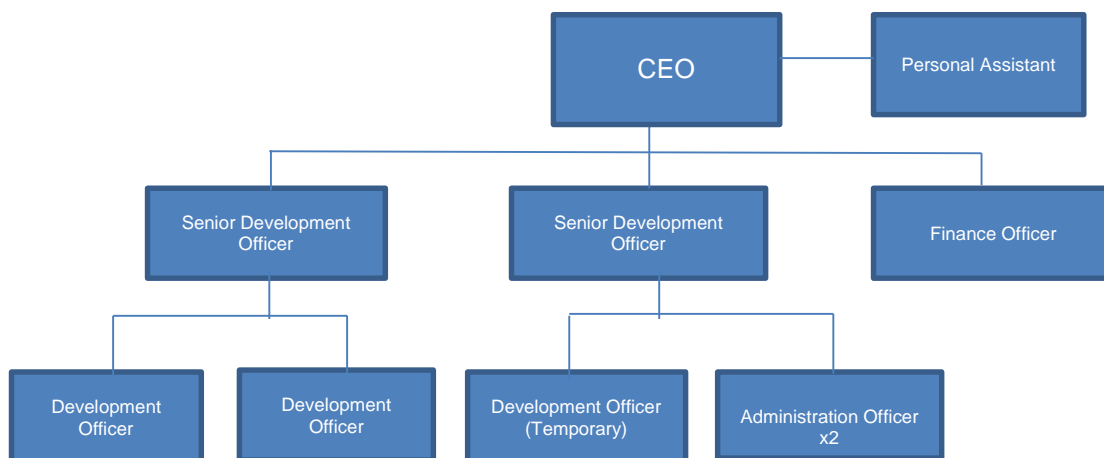 CEO
Personal Assistant
Senior Development
Officer
Senior Development
Officer
Finance Officer
Development
Officer
Development
Officer
Development Officer
(Temporary)
Administration Officer
x2